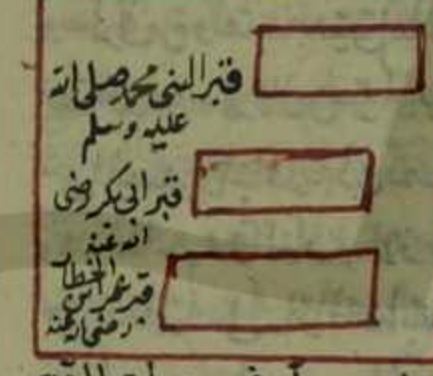 قبر النبي محمد صلى الله
عليه وسلم
قبر ابي بكر رضي
الله عنه
قبر عمر بن الخطاب
رضي الله عنه